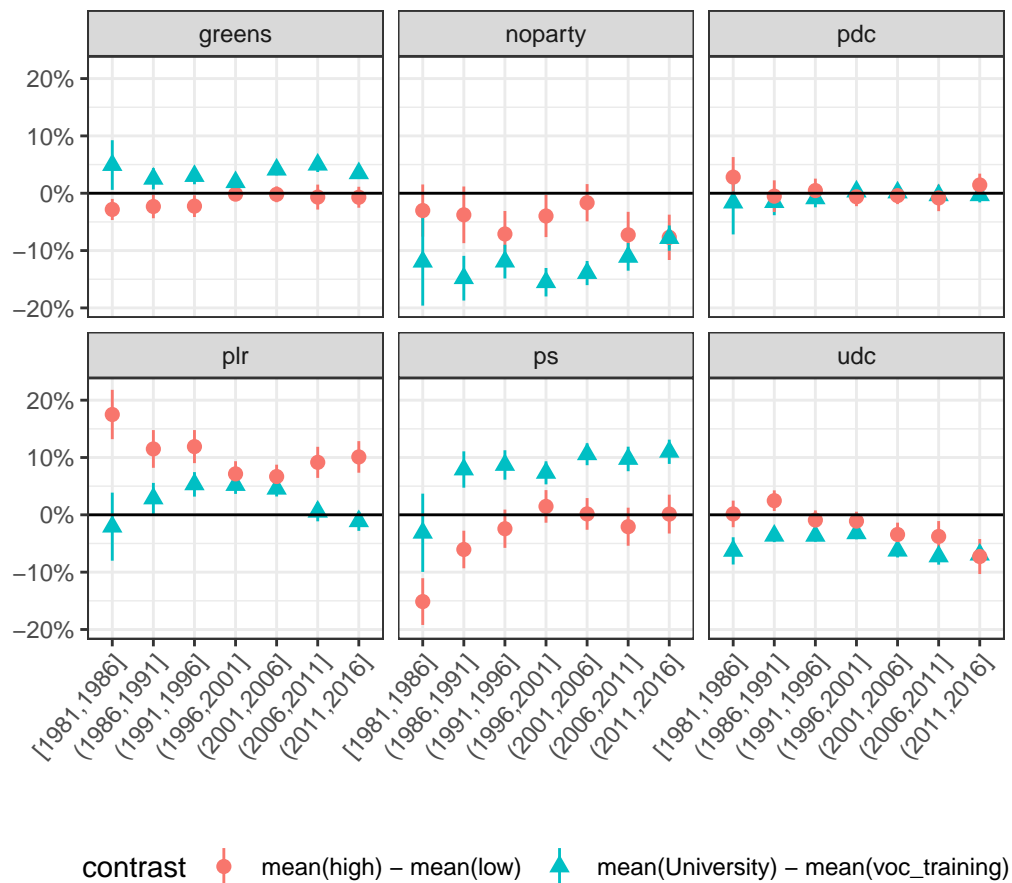 greens noparty pdc
20%
10%
0%
−10%
−20%
plr ps udc
20%
10%
0%
−10%
−20%
[1981,1986] (1986,1991] (1991,1996] (1996,2001] (2001,2006] (2006,2011] (2011,2016] [1981,1986] (1986,1991] (1991,1996] (1996,2001] (2001,2006] (2006,2011] (2011,2016] [1981,1986] (1986,1991] (1991,1996] (1996,2001] (2001,2006] (2006,2011] (2011,2016]
contrast mean(high) − mean(low) mean(University) − mean(voc_training)